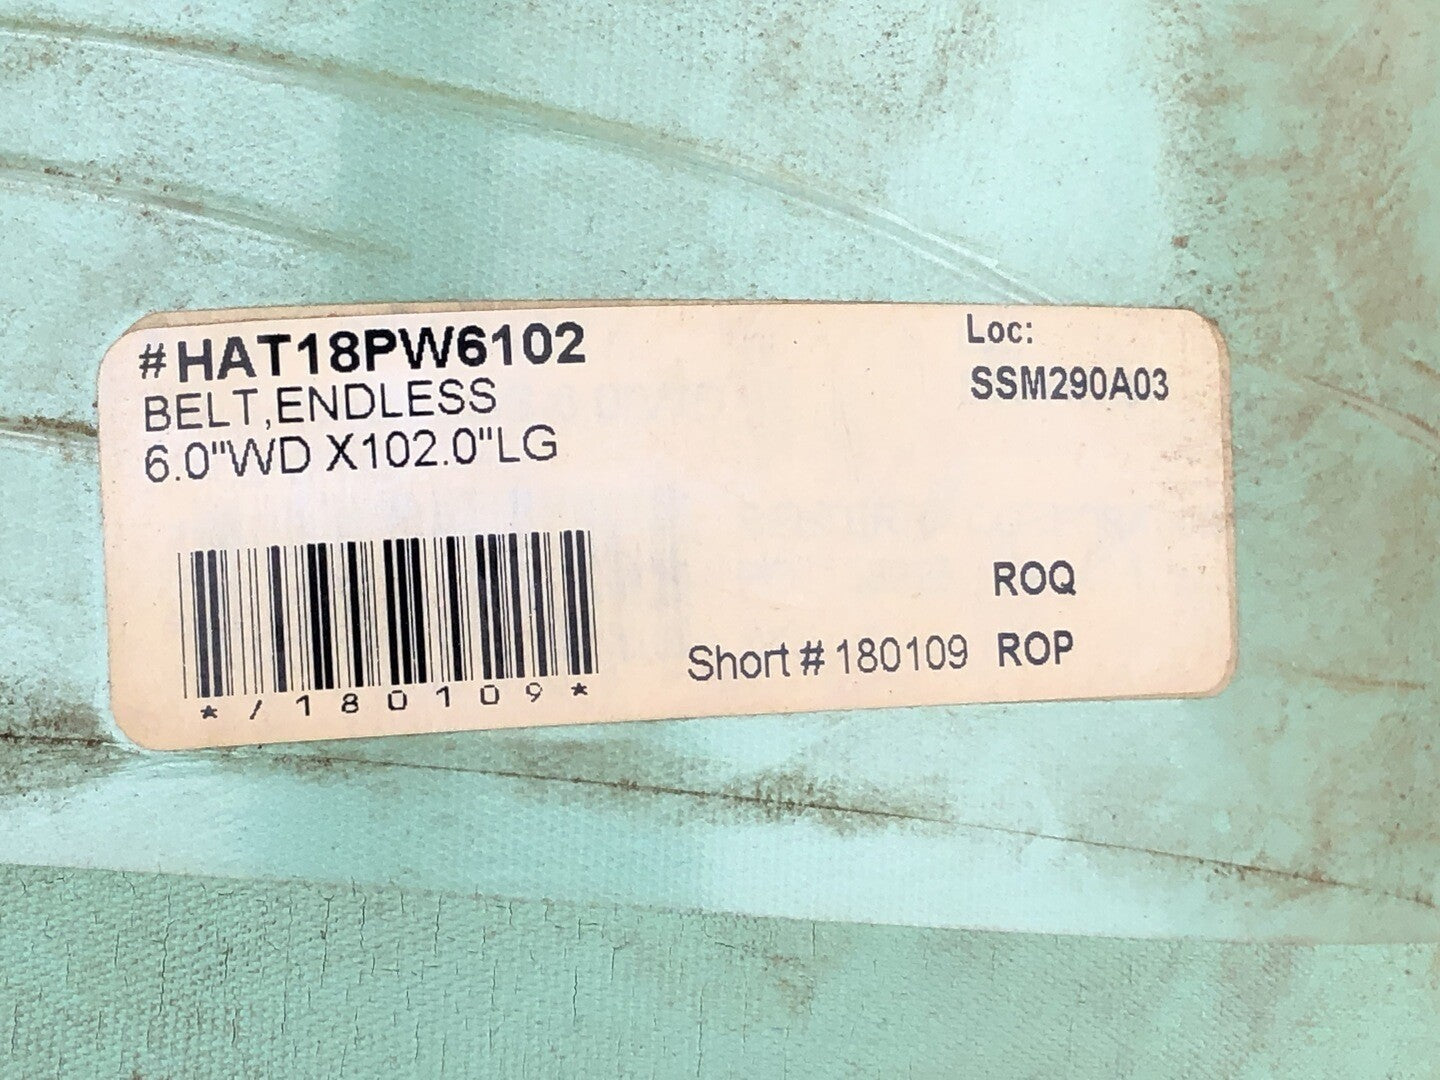 #HAT18PW6102
BELT,ENDLESS
6.0"WD X102.0"LG
Loc:
SSM290A03
*/180109*
ROQ
Short # 180109 ROP